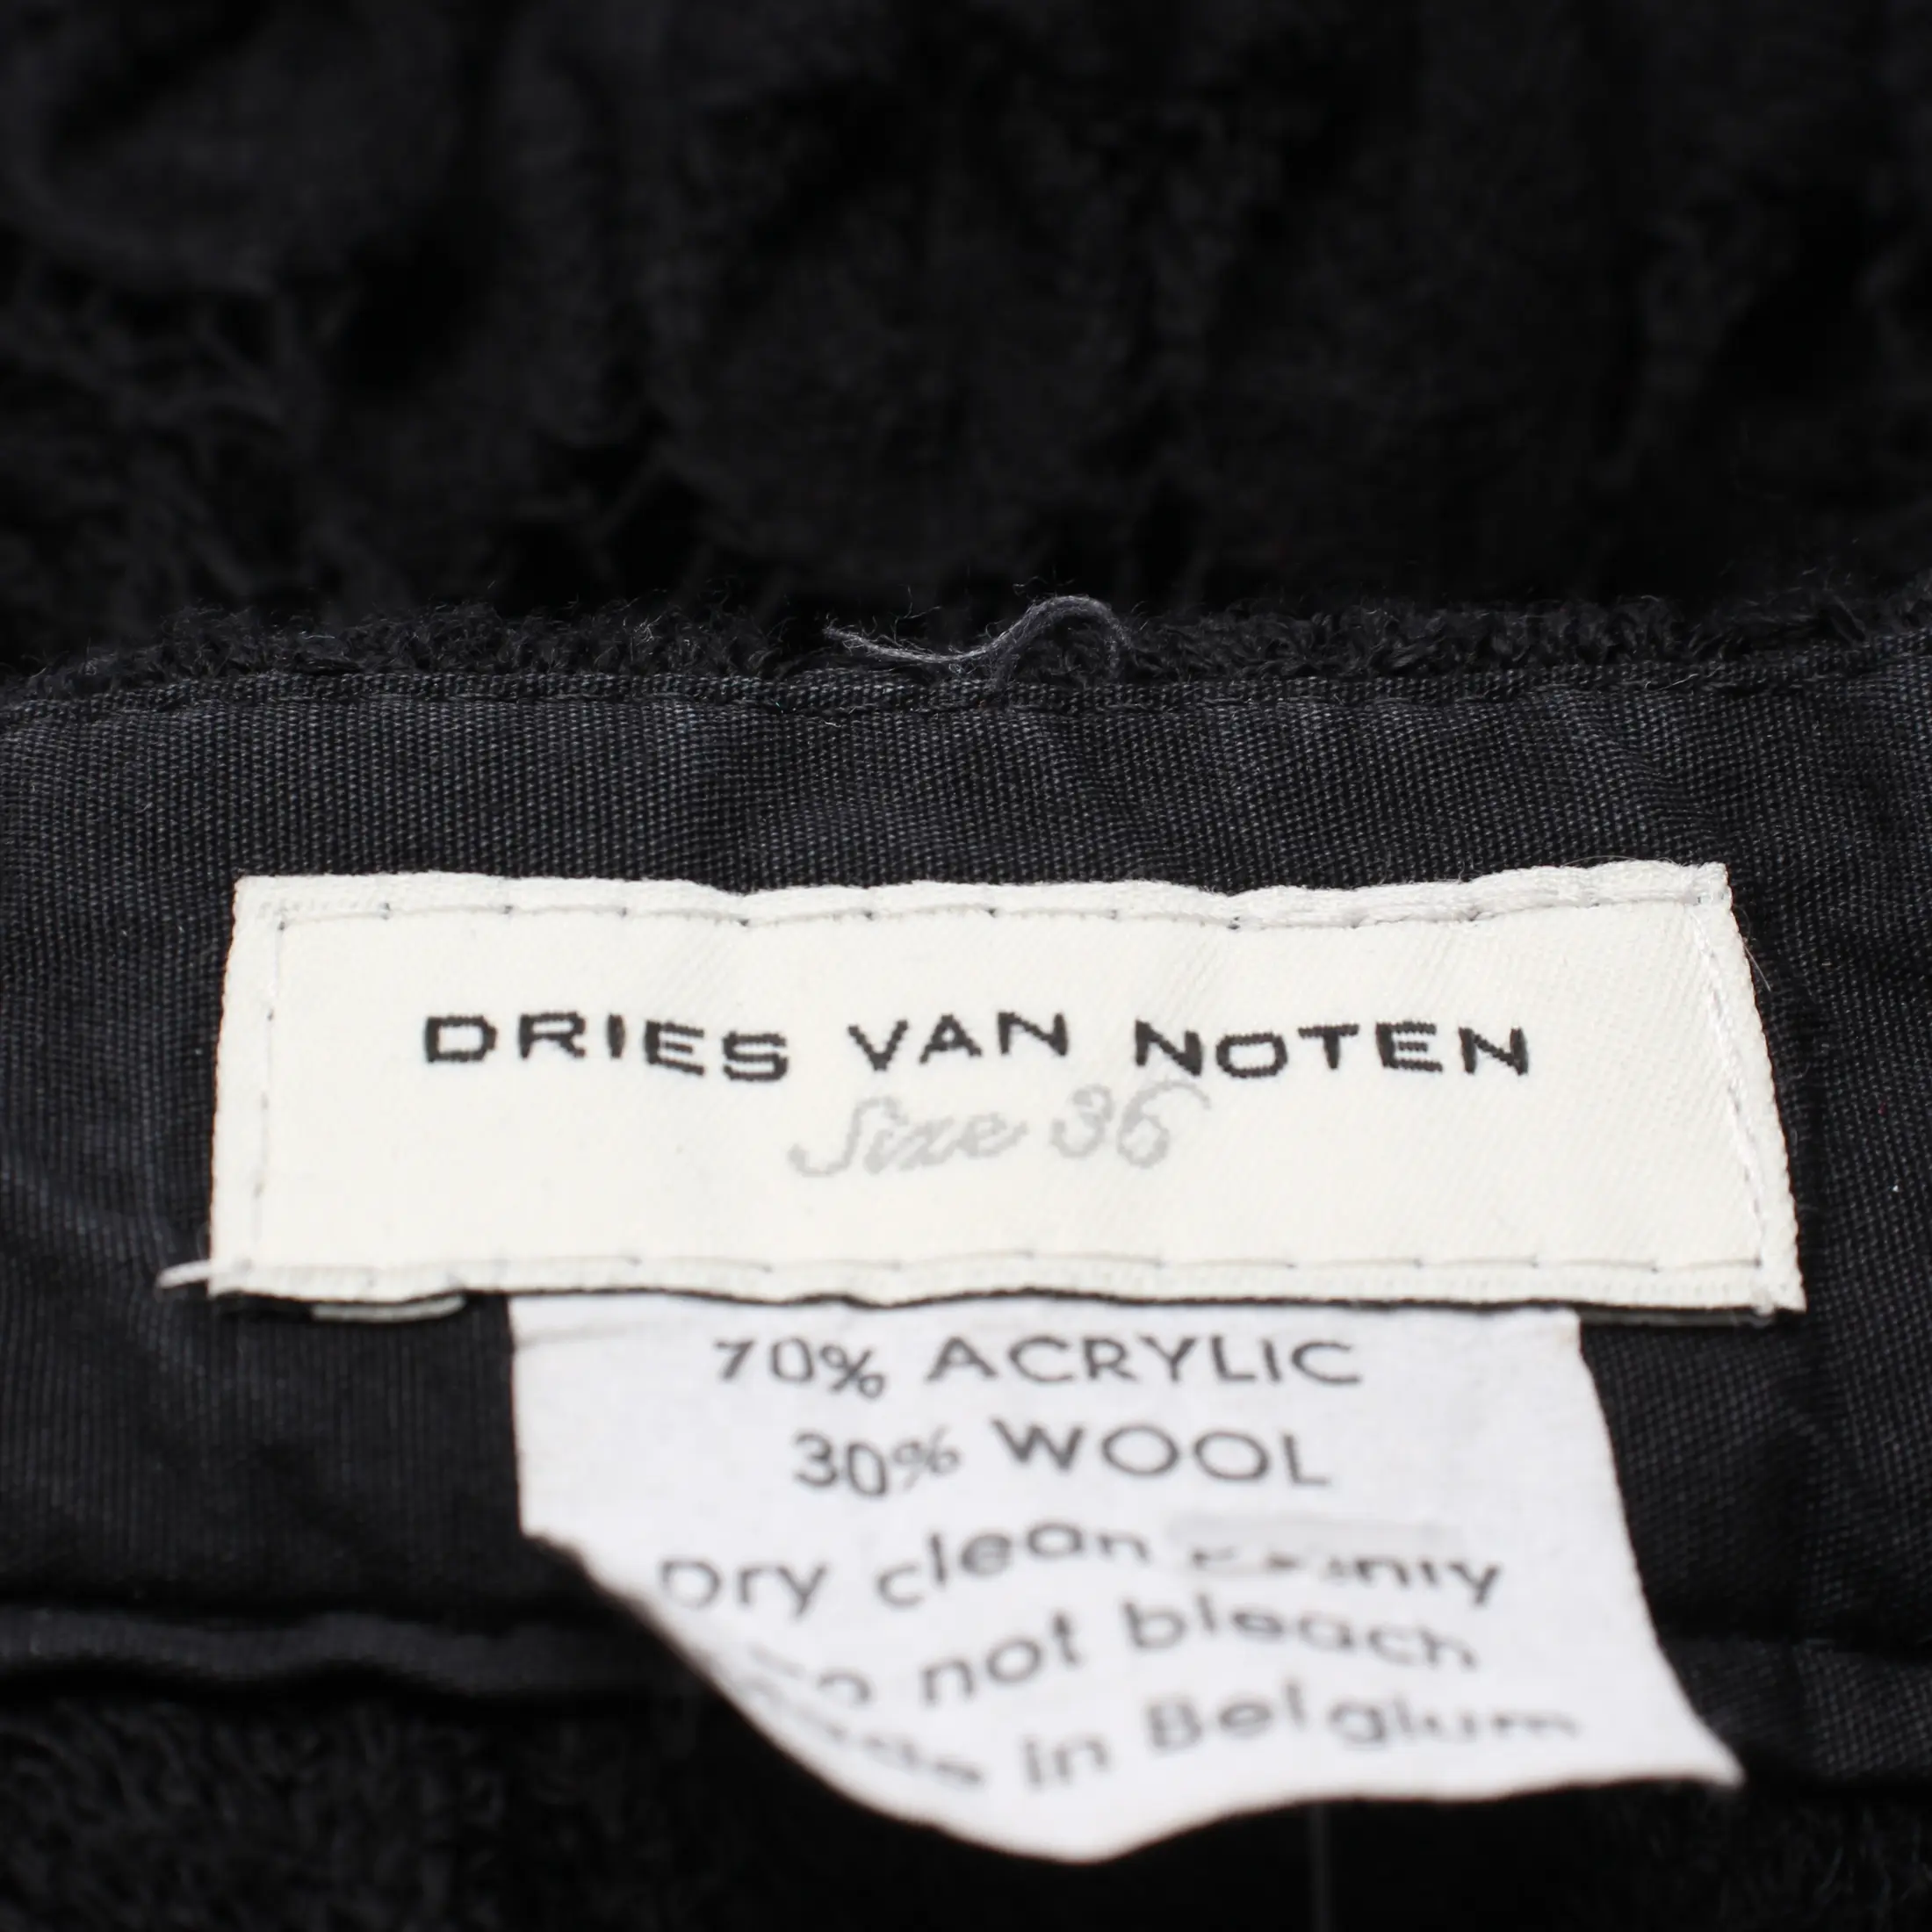 DRIES VAN NOTEN
Size 36
70% ACRYLIC
30% WOOL
Dry clean
not bleach
in Belgium